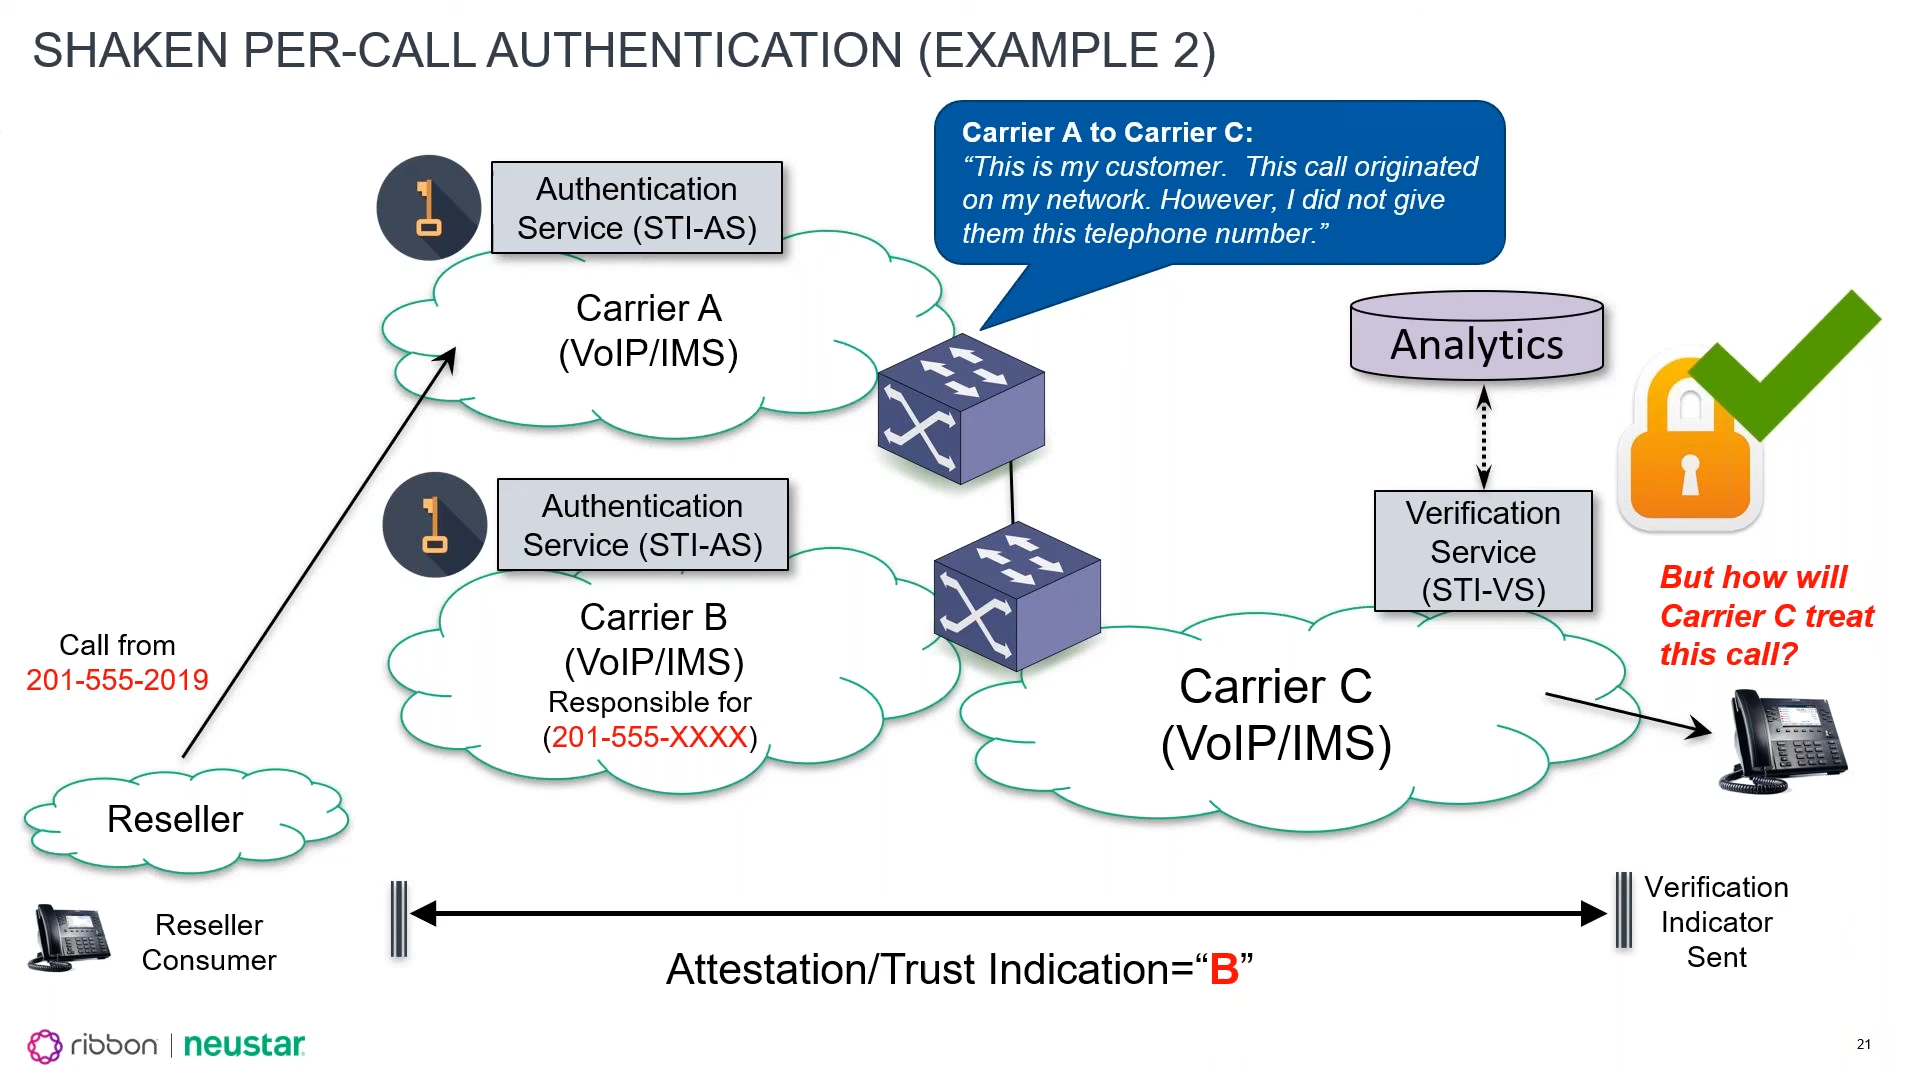 SHAKEN PER-CALL AUTHENTICATION (EXAMPLE 2)
Carrier A to Carrier C:
“This is my customer.  This call originated
on my network. However, I did not give
them this telephone number.”
Authentication
Service (STI-AS)
Carrier A
(VoIP/IMS)
Analytics
Authentication
Service (STI-AS)
Verification
Service
(STI-VS)
But how will
Carrier C treat
this call?
Call from
201-555-2019
Carrier B
(VoIP/IMS)
Responsible for
(201-555-XXXX)
Carrier C
(VoIP/IMS)
Reseller
Reseller
Consumer
Attestation/Trust Indication=“B”
Verification
Indicator
Sent
ribbon | neustar
21